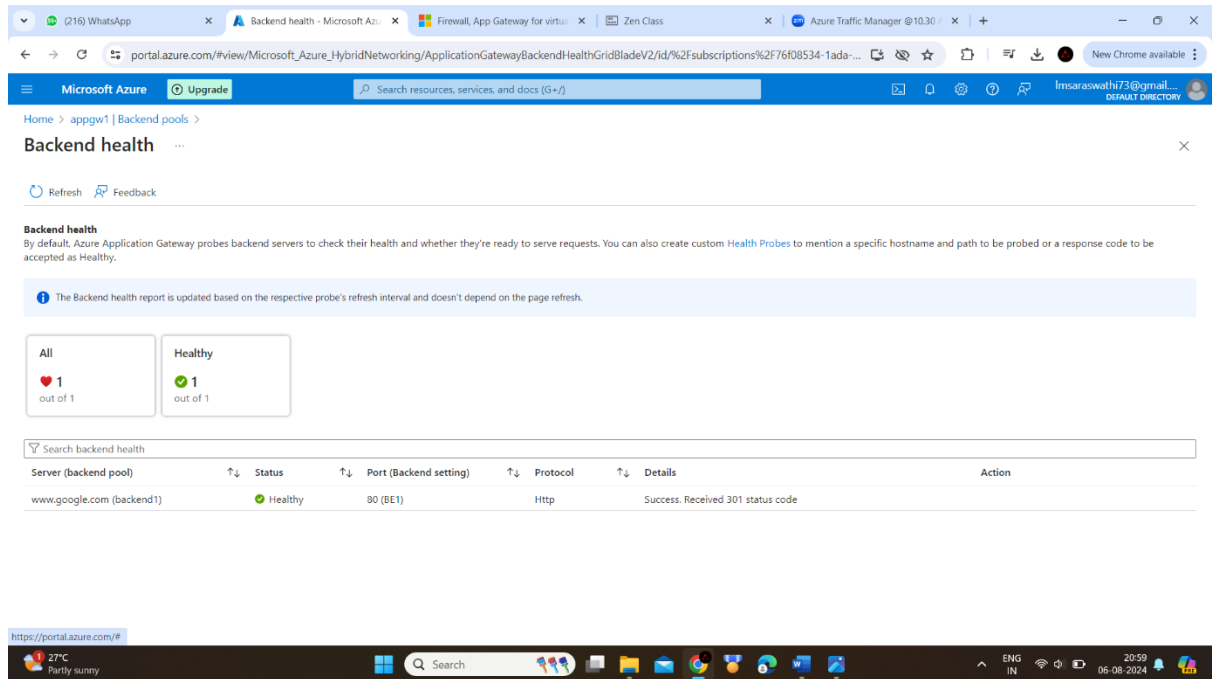 (216) WhatsApp
Backend health - Microsoft Azu
Firewall, App Gateway for virtua
Zen Class
Azure Traffic Manager @10.30 /
portal.azure.com/#view/Microsoft_Azure_HybridNetworking/ApplicationGatewayBackendHealthGridBladeV2/id/%2Fsubscriptions%2F76f08534-1ada-...
New Chrome available
Microsoft Azure
Upgrade
Search resources, services, and docs (G+/)
lmsaraswathi73@gmail....
DEFAULT DIRECTORY
Home > appgw1 | Backend pools >
Backend health ...
Refresh
Feedback
Backend health
By default, Azure Application Gateway probes backend servers to check their health and whether they're ready to serve requests. You can also create custom Health Probes to mention a specific hostname and path to be probed or a response code to be
accepted as Healthy.
The Backend health report is updated based on the respective probe's refresh interval and doesn't depend on the page refresh.
All
1
out of 1
Healthy
1
out of 1
Search backend health
Server (backend pool) Status Port (Backend setting) Protocol Details Action
www.google.com (backend1) Healthy 80 (BE1) Http Success. Received 301 status code
https://portal.azure.com/#
1
27°C
Partly sunny
Search
ENG
IN
20:59
06-08-2024
PRE